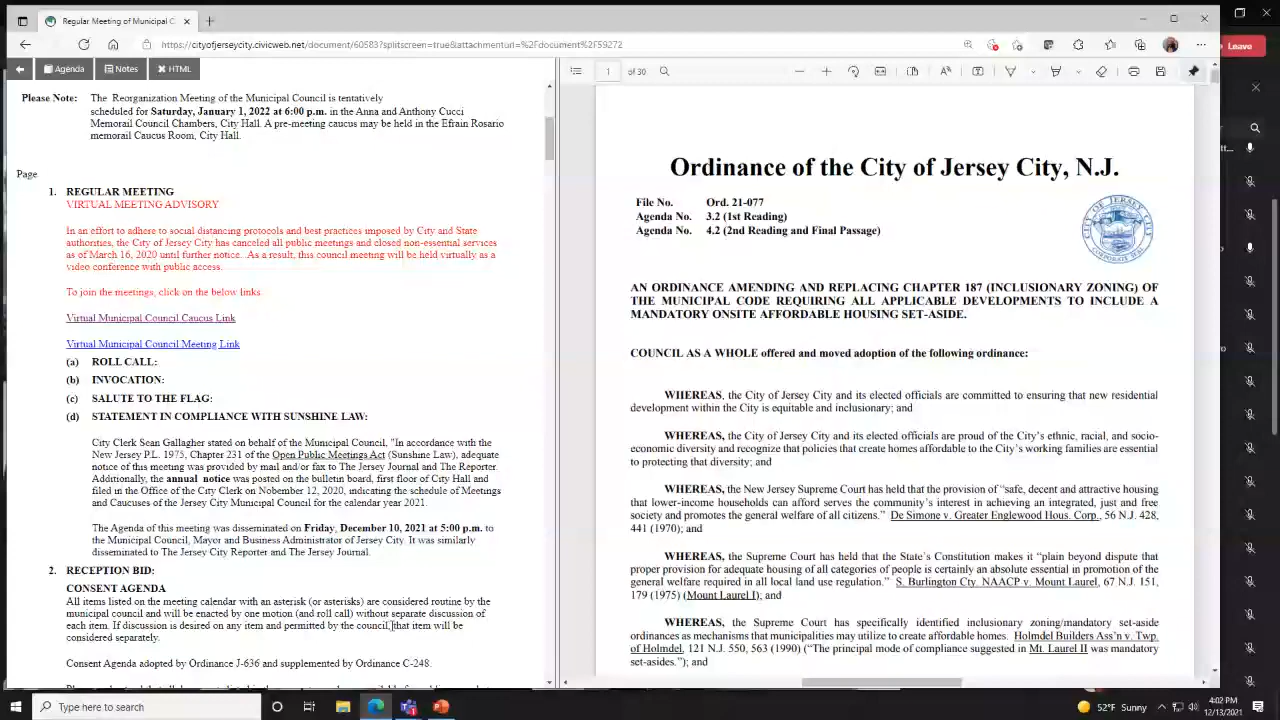 Regular Meeting of Municipal C
https://cityofjerseycity.civicweb.net/document/60583?splitscreen=true&attachmenturi=%2Fdocument%2F59272
Leave
Agenda
Notes
HTML
1 of 30
Please Note: The Reorganization Meeting of the Municipal Council is tentatively
scheduled for Saturday, January 1, 2022 at 6:00 p.m. in the Anna and Anthony Cucci
Memorail Council Chambers, City Hall. A pre-meeting caucus may be held in the Efrain Rosario
memorail Caucus Room, City Hall.
Page
1. REGULAR MEETING
VIRTUAL MEETING ADVISORY
In an effort to adhere to social distancing protocols and best practices imposed by City and State
authorities, the City of Jersey City has canceled all public meetings and closed non-essential services
as of March 16, 2020 until further notice. As a result, this council meeting will be held virtually as a
video conference with public access.
To join the meetings, click on the below links
Virtual Municipal Council Caucus Link
Virtual Municipal Council Meeting Link
(a) ROLL CALL:
(b) INVOCATION:
(c) SALUTE TO THE FLAG:
(d) STATEMENT IN COMPLIANCE WITH SUNSHINE LAW:
City Clerk Sean Gallagher stated on behalf of the Municipal Council, "In accordance with the
New Jersey P.L. 1975, Chapter 231 of the Open Public Meetings Act (Sunshine Law), adequate
notice of this meeting was provided by mail and/or fax to The Jersey Journal and The Reporter.
Additionally, the annual notice was posted on the bulletin board, first floor of City Hall and
filed in the Office of the City Clerk on Nobember 12, 2020, indicating the schedule of Meetings
and Caucuses of the Jersey City Municipal Council for the calendar year 2021.
The Agenda of this meeting was disseminated on Friday, December 10, 2021 at 5:00 p.m. to
the Municipal Council, Mayor and Business Administrator of Jersey City. It was similarly
disseminated to The Jersey City Reporter and The Jersey Journal.
2. RECEPTION BID:
CONSENT AGENDA
All items listed on the meeting calendar with an asterisk (or asterisks) are considered routine by the
municipal council and will be enacted by one motion (and roll call) without separate discussion of
each item. If discussion is desired on any item and permitted by the council, that item will be
considered separately.
Consent Agenda adopted by Ordinance J-636 and supplemented by Ordinance C-248.
Ordinance of the City of Jersey City, N.J.
File No. Ord. 21-077
Agenda No. 3.2 (1st Reading)
Agenda No. 4.2 (2nd Reading and Final Passage)
AN ORDINANCE AMENDING AND REPLACING CHAPTER 187 (INCLUSIONARY ZONING) OF
THE MUNICIPAL CODE REQUIRING ALL APPLICABLE DEVELOPMENTS TO INCLUDE A
MANDATORY ONSITE AFFORDABLE HOUSING SET-ASIDE.
COUNCIL AS A WHOLE offered and moved adoption of the following ordinance:
WHEREAS, the City of Jersey City and its elected officials are committed to ensuring that new residential
development within the City is equitable and inclusionary; and
WHEREAS, the City of Jersey City and its elected officials are proud of the City's ethnic, racial, and socio-
economic diversity and recognize that policies that create homes affordable to the City's working families are essential
to protecting that diversity; and
WHEREAS, the New Jersey Supreme Court has held that the provision of "safe, decent and attractive housing
that lower-income households can afford serves the community's interest in achieving an integrated, just and free
society and promotes the general welfare of all citizens." De Simone v. Greater Englewood Hous. Corp., 56 N.J. 428,
441 (1970); and
WHEREAS, the Supreme Court has held that the State's Constitution makes it "plain beyond dispute that
proper provision for adequate housing of all categories of people is certainly an absolute essential in promotion of the
general welfare required in all local land use regulation." S. Burlington Cty. NAACP v. Mount Laurel, 67 N.J. 151,
179 (1975) (Mount Laurel I); and
WHEREAS, the Supreme Court has specifically identified inclusionary zoning/mandatory set-aside
ordinances as mechanisms that municipalities may utilize to create affordable homes. Holmdel Builders Ass'n v. Twp.
of Holmdel, 121 N.J. 550, 563 (1990) ("The principal mode of compliance suggested in Mt. Laurel II was mandatory
set-asides."); and
Type here to search
52°F Sunny
4:02 PM
12/13/2021